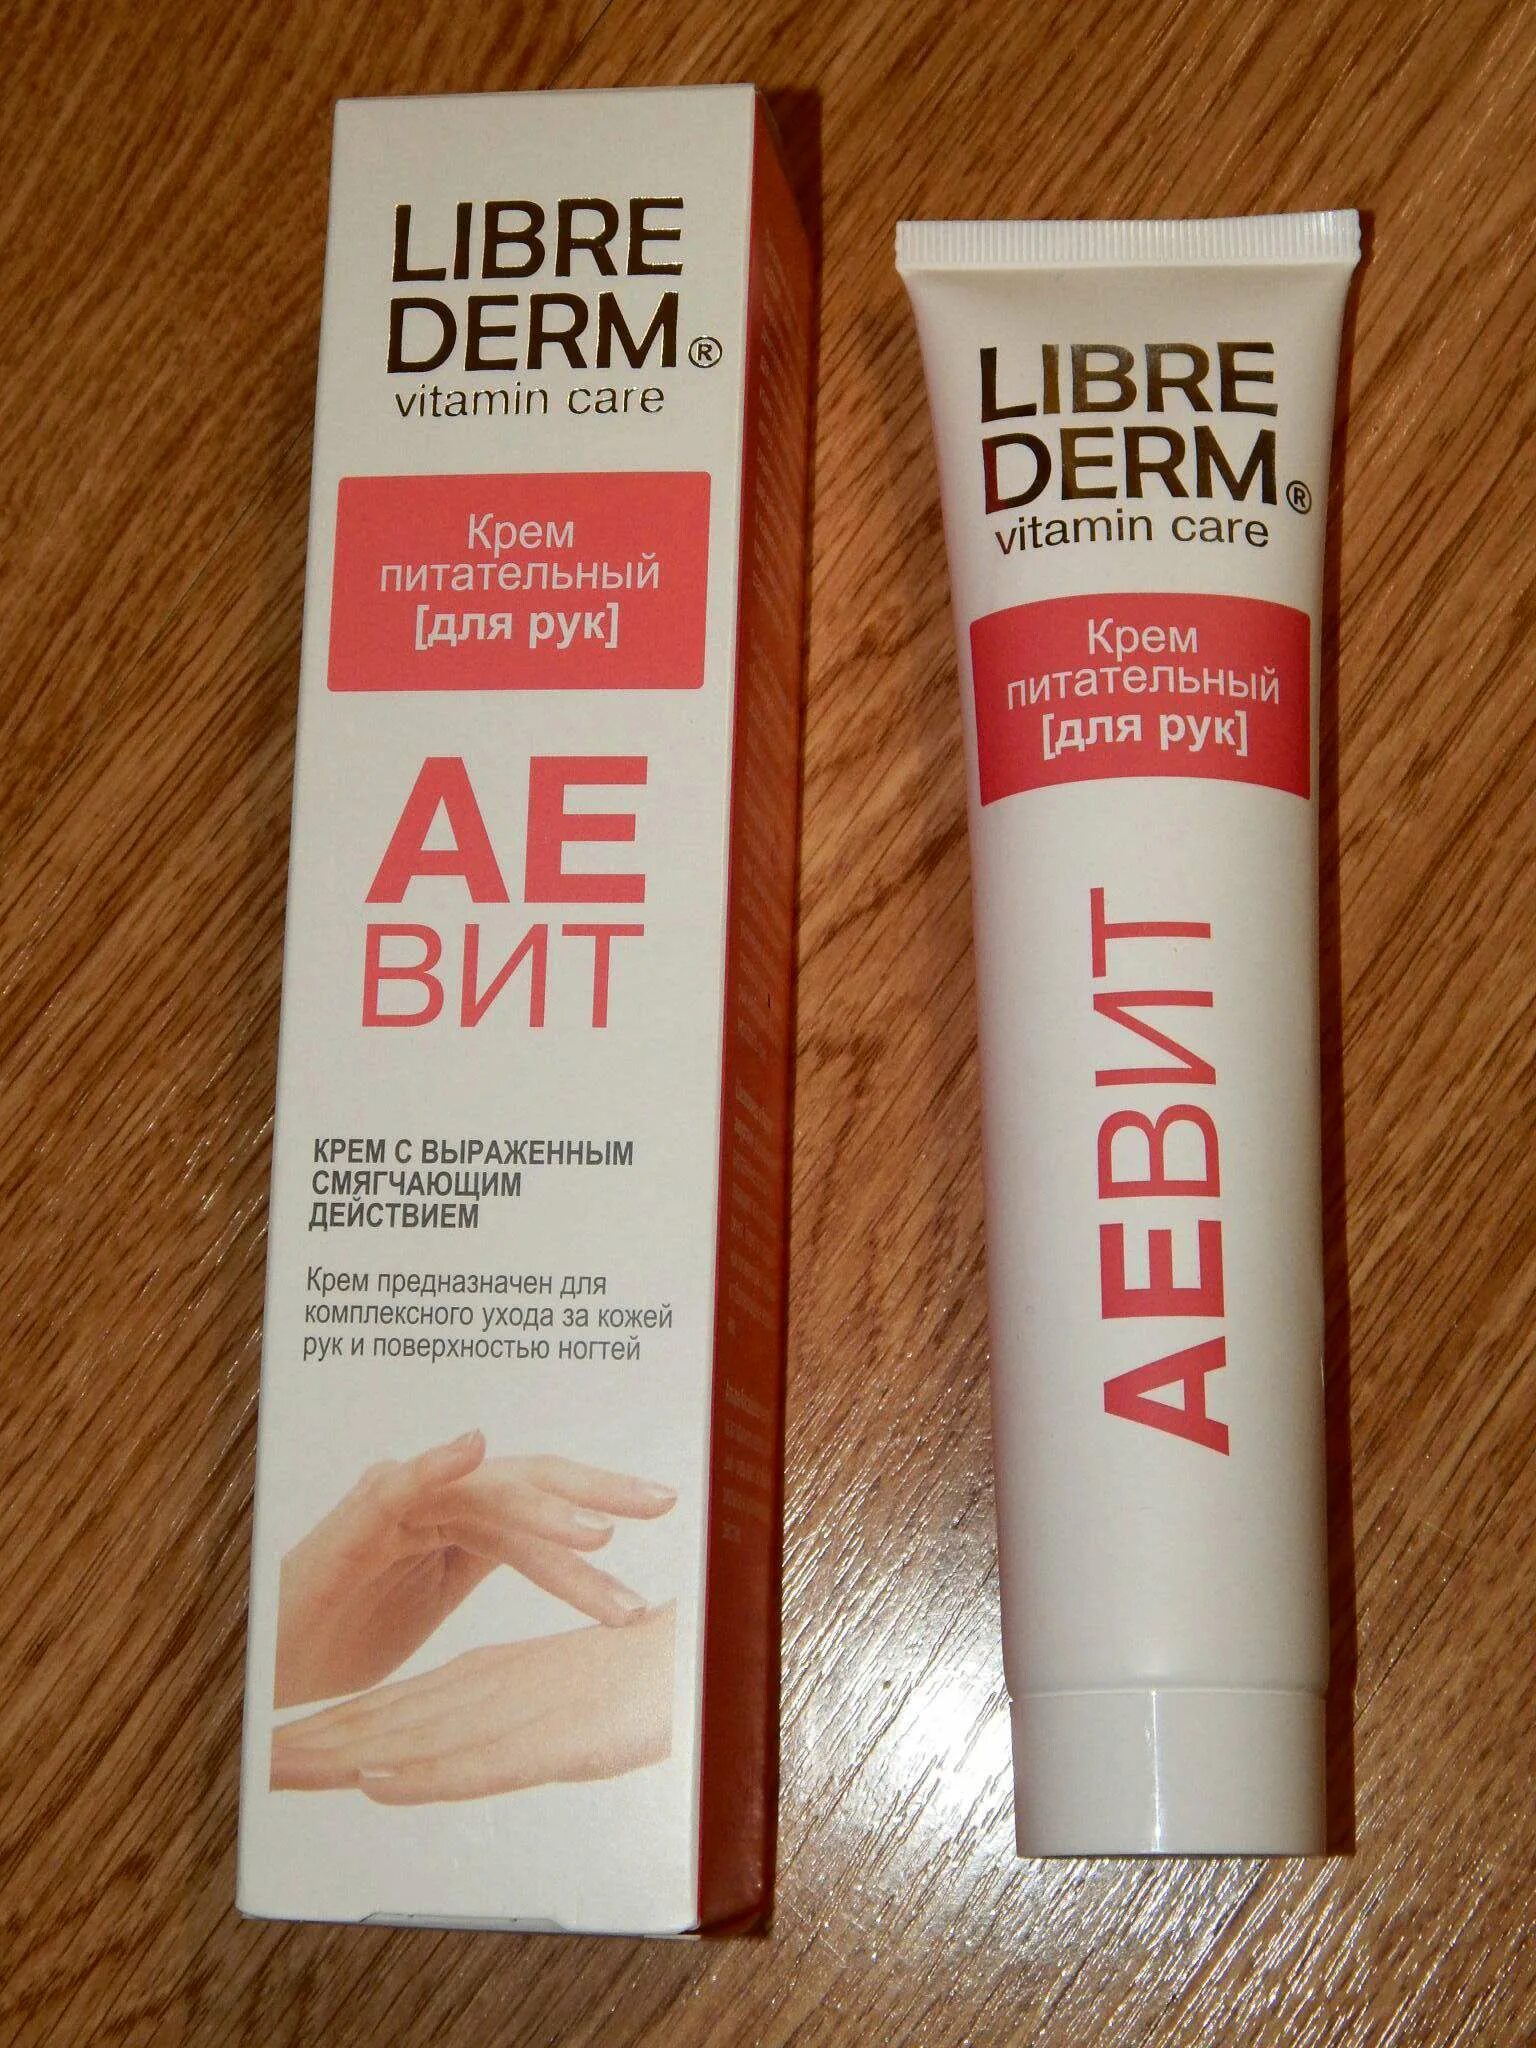 LIBRE
DERM®
vitamin care
Крем
питательный
[для рук]
АЕ
ВИТ
КРЕМ С ВЫРАЖЕННЫМ
СМЯГЧАЮЩИМ
ДЕЙСТВИЕМ
Крем предназначен для
комплексного ухода за кожей
рук и поверхностью ногтей
LIBRE
DERM®
vitamin care
Крем
питательный
[для рук]
АЕВИТ